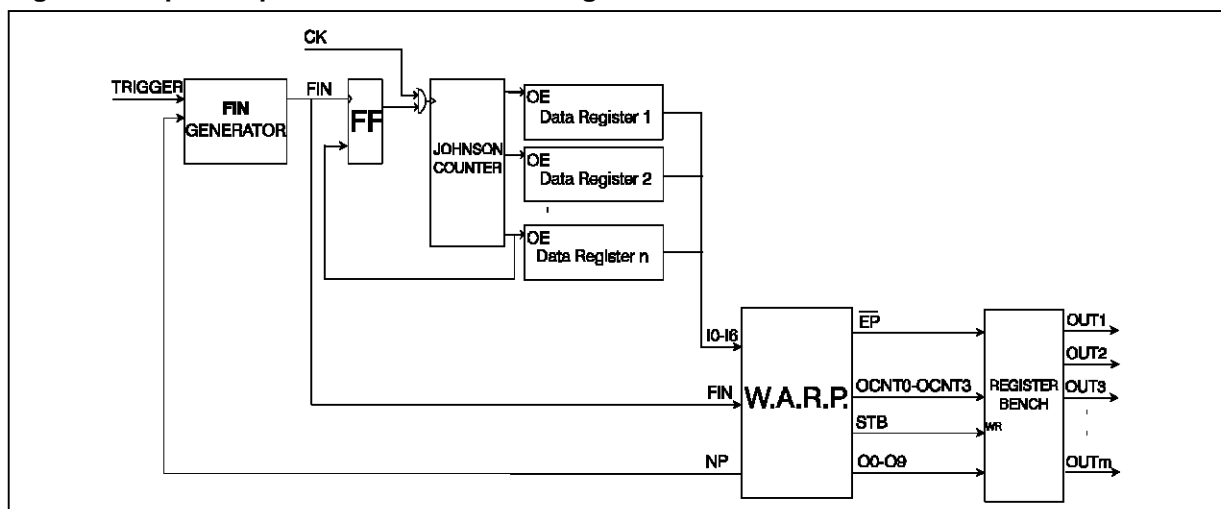 CK
TRIGGER
FIN
GENERATOR
FIN
FF
JOHNSON
COUNTER
OE
Data Register 1
OE
Data Register 2
OE
Data Register n
I0-I6
FIN
NP
W.A.R.P.
EP
OCNT0-OCNT3
STB
O0-O9
REGISTER
BENCH
WR
OUT1
OUT2
OUT3
OUTm